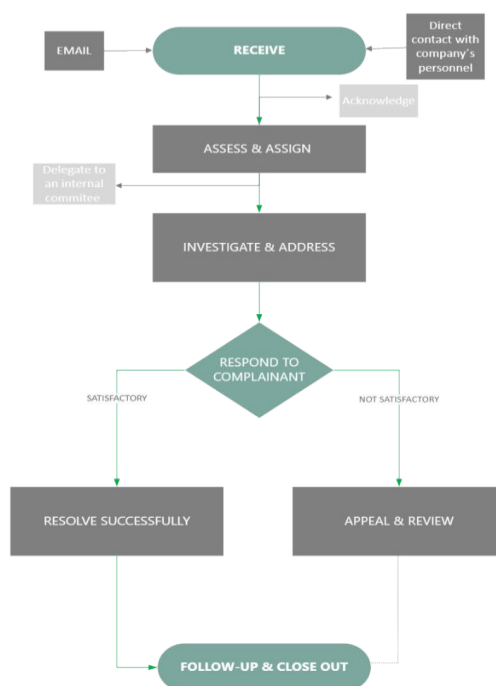 EMAIL
RECEIVE
Direct
contact with
company's
personnel
Acknowledge
ASSESS & ASSIGN
Delegate to
an internal
commitee
INVESTIGATE & ADDRESS
RESPOND TO
COMPLAINANT
SATISFACTORY
NOT SATISFACTORY
RESOLVE SUCCESSFULLY
APPEAL & REVIEW
FOLLOW-UP & CLOSE OUT